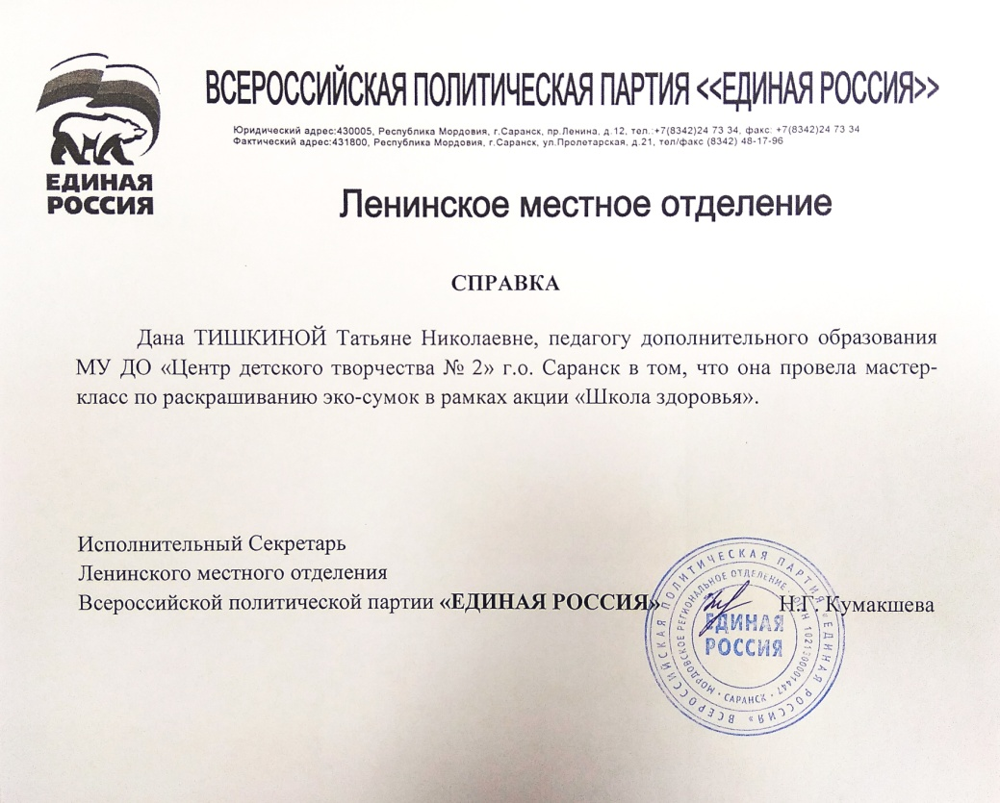 ВСЕРОССИЙСКАЯ ПОЛИТИЧЕСКАЯ ПАРТИЯ <<ЕДИНАЯ РОССИЯ>>
Юридический адрес:430005, Республика Мордовия, г.Саранск, пр.Ленина, д.12, тел.:+7(8342)24 73 34, факс: +7(8342)24 73 34
Фактический адрес:431800, Республика Мордовия, г.Саранск, ул.Пролетарская, д.21, тел/факс (8342) 48-17-96
ЕДИНАЯ
РОССИЯ
Ленинское местное отделение
СПРАВКА
Дана ТИШКИНОЙ Татьяне Николаевне, педагогу дополнительного образования
МУ ДО «Центр детского творчества № 2» г.о. Саранск в том, что она провела мастер-
класс по раскрашиванию эко-сумок в рамках акции «Школа здоровья».
Исполнительный Секретарь
Ленинского местного отделения
Всероссийской политической партии «ЕДИНАЯ РОССИЯ»
Н.Г. Кумакшева
ВСЕРОССИЙСКАЯ ПОЛИТИЧЕСКАЯ ПАРТИЯ «ЕДИНАЯ РОССИЯ»
МОРДОВСКОЕ РЕГИОНАЛЬНОЕ ОТДЕЛЕНИЕ · ОГРН 1021300001447
· САРАНСК ·
ЕДИНАЯ
РОССИЯ